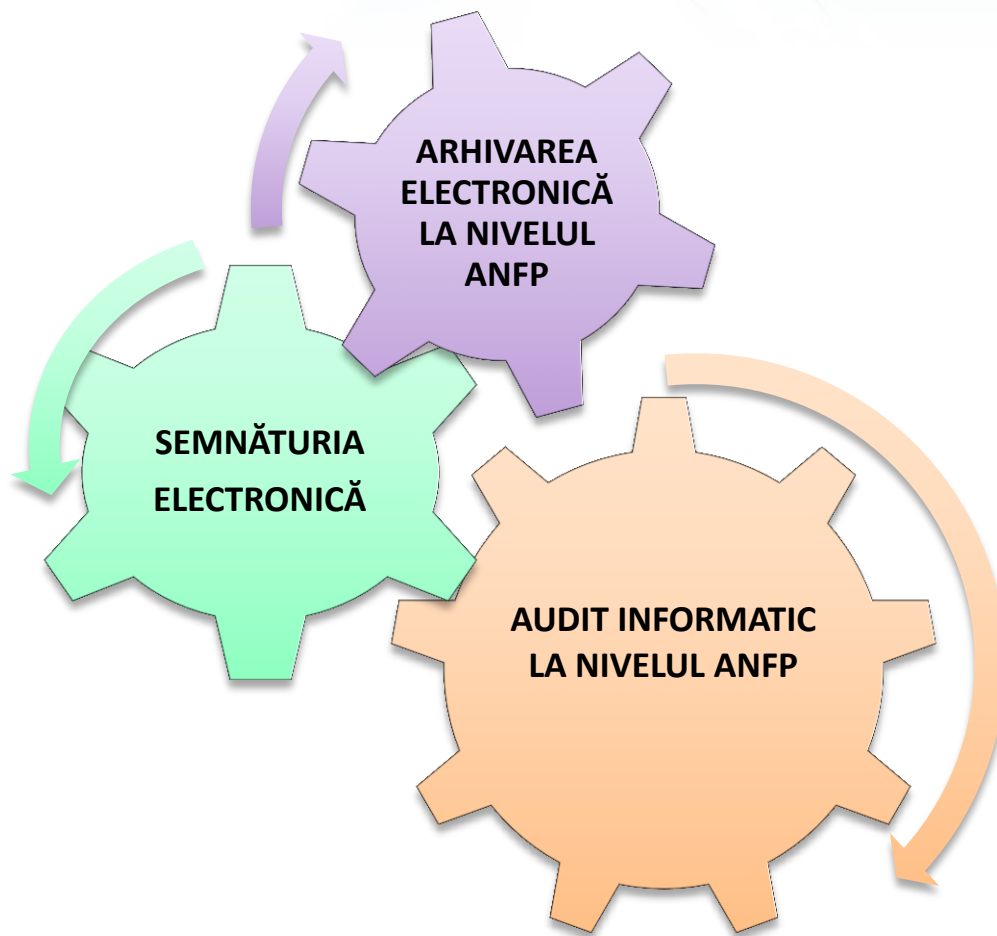 ARHIVAREA
ELECTRONICĂ
LA NIVELUL
ANFP
SEMNĂTURIA
ELECTRONICĂ
AUDIT INFORMATIC
LA NIVELUL ANFP